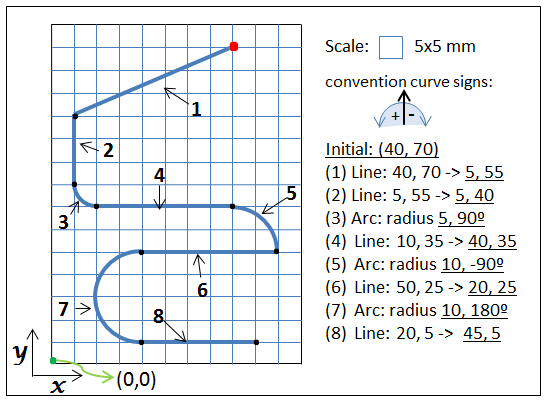 Scale: 5x5 mm
convention curve signs:
+ -
Initial: (40, 70)
(1) Line: 40, 70 -> 5, 55
(2) Line: 5, 55 -> 5, 40
(3) Arc: radius 5, 90º
(4) Line: 10, 35 -> 40, 35
(5) Arc: radius 10, -90º
(6) Line: 50, 25 -> 20, 25
(7) Arc: radius 10, 180º
(8) Line: 20, 5 -> 45, 5
1
2
4
5
3
6
7
8
y
x
(0,0)